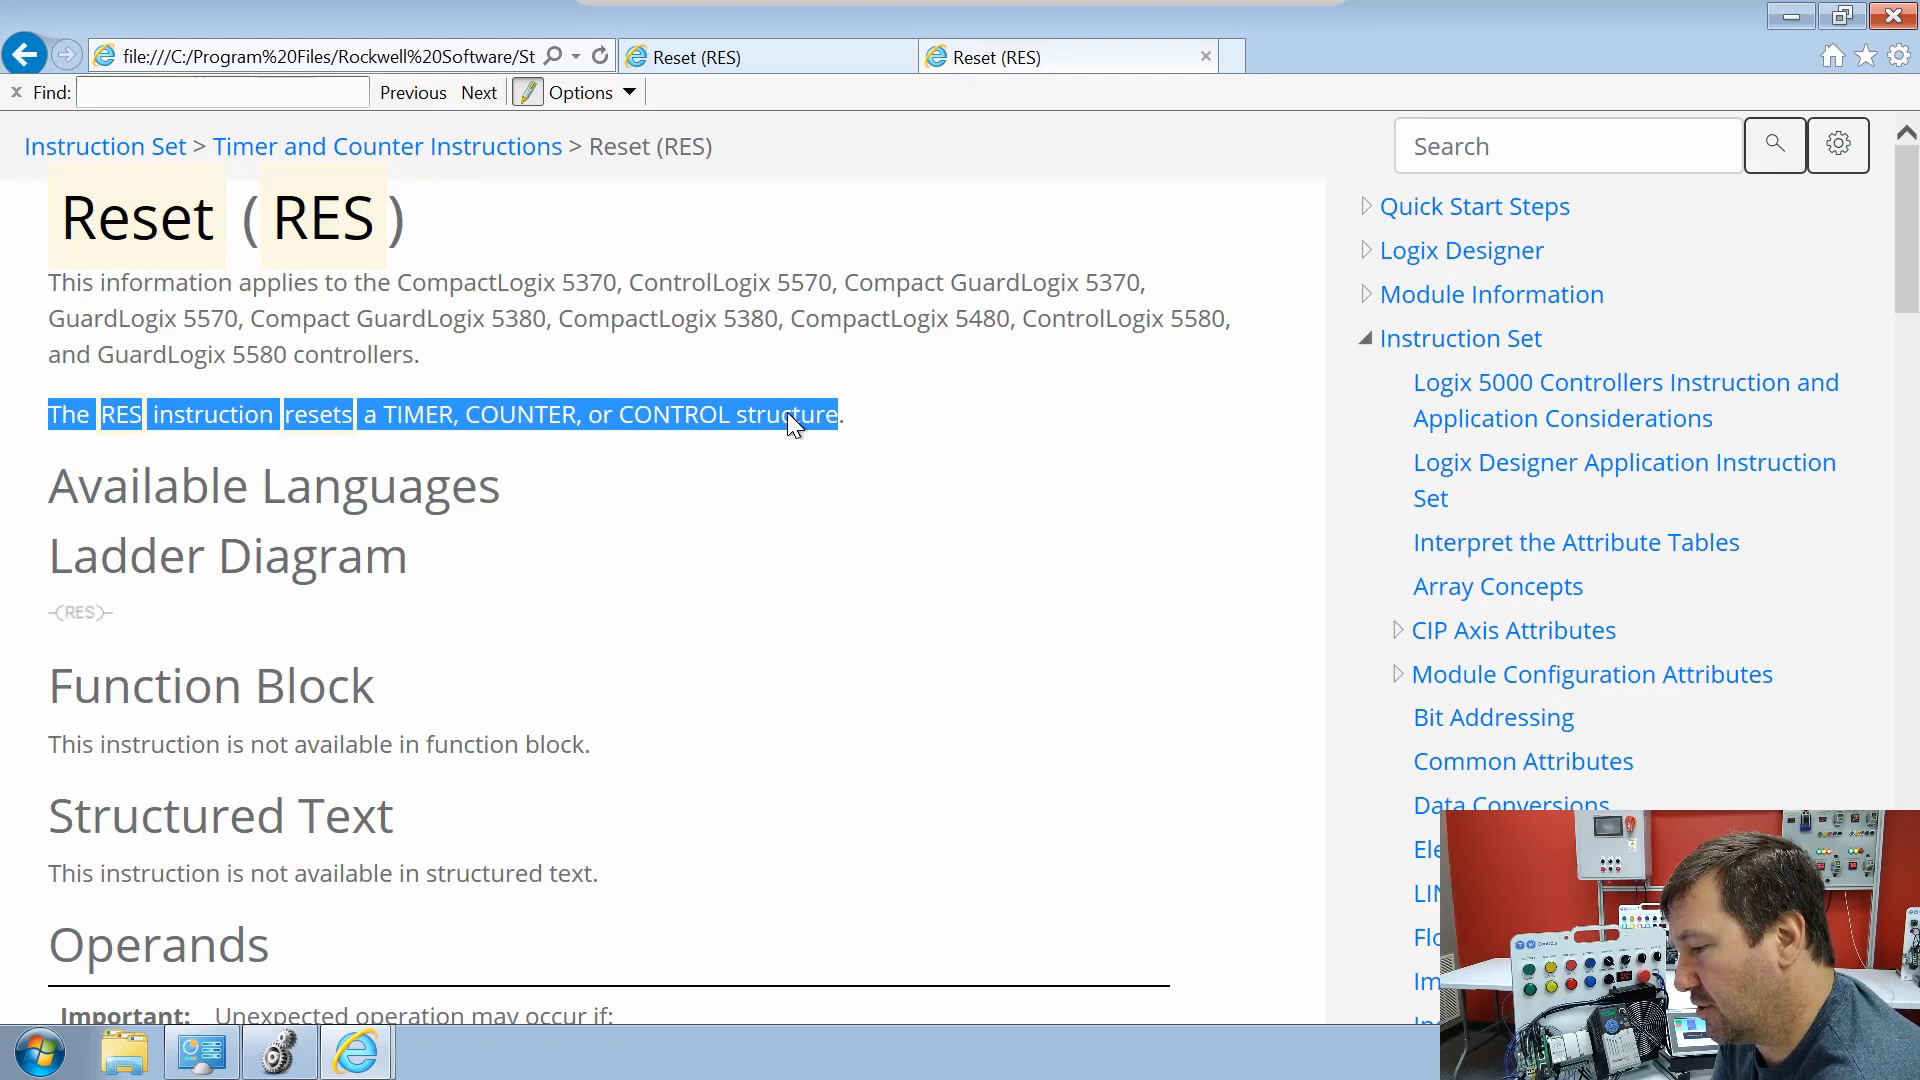 file:///C:/Program%20Files/Rockwell%20Software/St
Reset (RES)
Reset (RES)
Find:
Previous
Next
Options
Instruction Set > Timer and Counter Instructions > Reset (RES)
Search
Reset (RES)
This information applies to the CompactLogix 5370, ControlLogix 5570, Compact GuardLogix 5370,
GuardLogix 5570, Compact GuardLogix 5380, CompactLogix 5380, CompactLogix 5480, ControlLogix 5580,
and GuardLogix 5580 controllers.
The RES instruction resets a TIMER, COUNTER, or CONTROL structure.
Available Languages
Ladder Diagram
(RES)
Function Block
This instruction is not available in function block.
Structured Text
This instruction is not available in structured text.
Operands
Important: Unexpected operation may occur if:
Quick Start Steps
Logix Designer
Module Information
Instruction Set
Logix 5000 Controllers Instruction and
Application Considerations
Logix Designer Application Instruction
Set
Interpret the Attribute Tables
Array Concepts
CIP Axis Attributes
Module Configuration Attributes
Bit Addressing
Common Attributes
Data Conversions